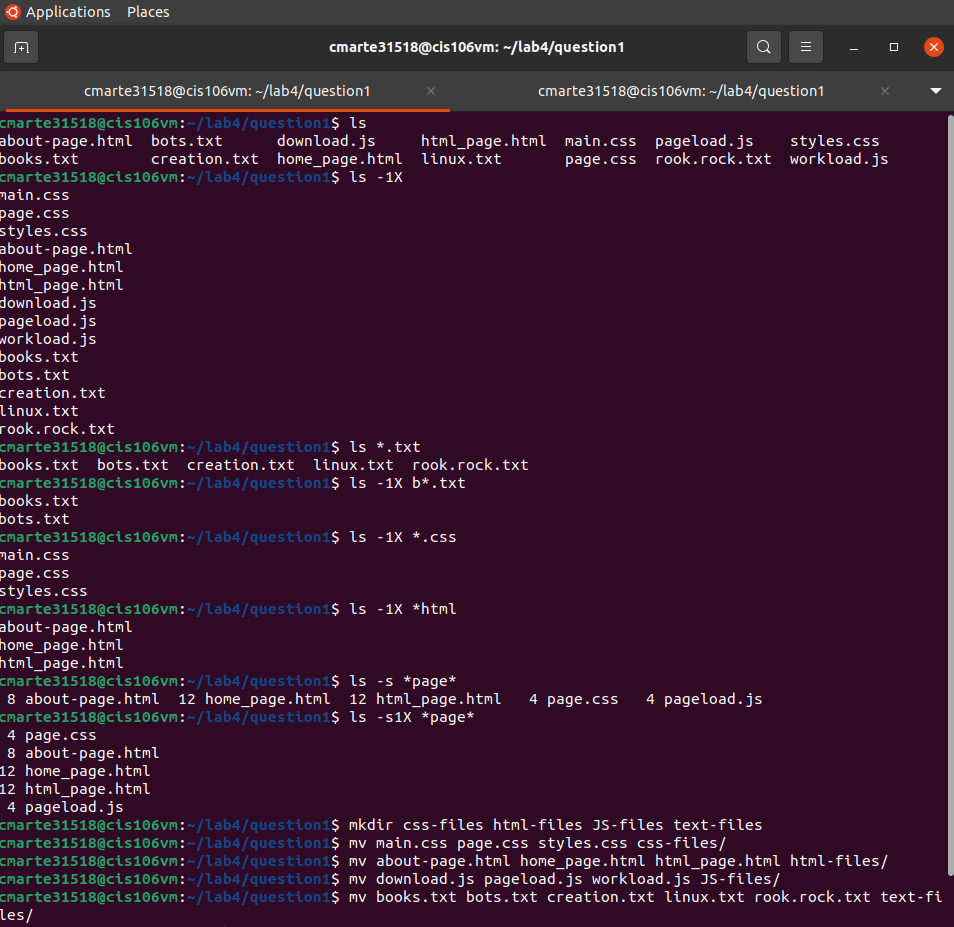 Applications Places
cmarte31518@cis106vm: ~/lab4/question1
cmarte31518@cis106vm: ~/lab4/question1 cmarte31518@cis106vm: ~/lab4/question1
cmarte31518@cis106vm:~/lab4/question1$ ls
about-page.html bots.txt download.js html_page.html main.css pageload.js styles.css
books.txt creation.txt home_page.html linux.txt page.css rook.rock.txt workload.js
cmarte31518@cis106vm:~/lab4/question1$ ls -1X
main.css
page.css
styles.css
about-page.html
home_page.html
html_page.html
download.js
pageload.js
workload.js
books.txt
bots.txt
creation.txt
linux.txt
rook.rock.txt
cmarte31518@cis106vm:~/lab4/question1$ ls *.txt
books.txt bots.txt creation.txt linux.txt rook.rock.txt
cmarte31518@cis106vm:~/lab4/question1$ ls -1X b*.txt
books.txt
bots.txt
cmarte31518@cis106vm:~/lab4/question1$ ls -1X *.css
main.css
page.css
styles.css
cmarte31518@cis106vm:~/lab4/question1$ ls -1X *html
about-page.html
home_page.html
html_page.html
cmarte31518@cis106vm:~/lab4/question1$ ls -s *page*
8 about-page.html 12 home_page.html 12 html_page.html 4 page.css 4 pageload.js
cmarte31518@cis106vm:~/lab4/question1$ ls -s1X *page*
4 page.css
8 about-page.html
12 home_page.html
12 html_page.html
4 pageload.js
cmarte31518@cis106vm:~/lab4/question1$ mkdir css-files html-files JS-files text-files
cmarte31518@cis106vm:~/lab4/question1$ mv main.css page.css styles.css css-files/
cmarte31518@cis106vm:~/lab4/question1$ mv about-page.html home_page.html html_page.html html-files/
cmarte31518@cis106vm:~/lab4/question1$ mv download.js pageload.js workload.js JS-files/
cmarte31518@cis106vm:~/lab4/question1$ mv books.txt bots.txt creation.txt linux.txt rook.rock.txt text-fi
les/